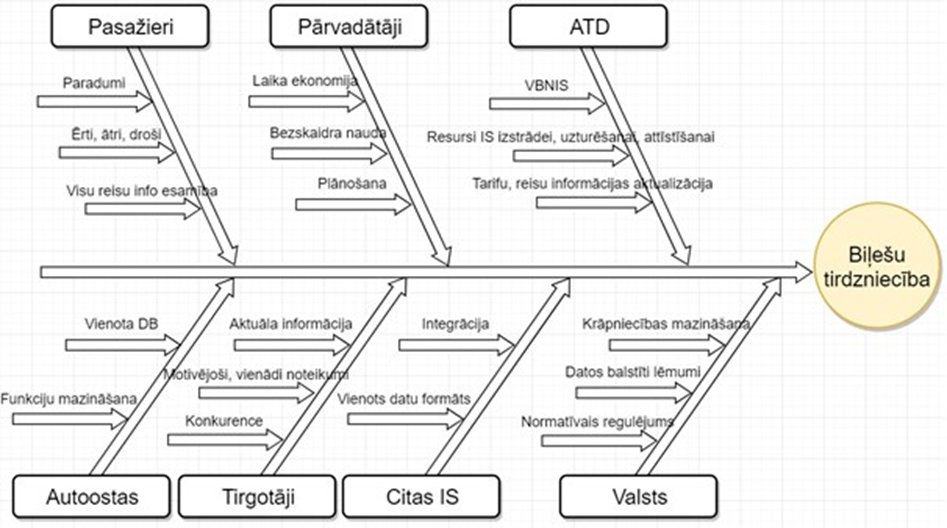 Pasažieri
Pārvadātāji
ATD
Paradumi
Laika ekonomija
VBNIS
Ērti, ātri, droši
Bezskaidra nauda
Resursi IS izstrādei, uzturēšanai, attīstīšanai
Visu reisu info esamība
Plānošana
Tarifu, reisu informācijas aktualizācija
Biļešu
tirdzniecība
Vienota DB
Aktuāla informācija
Integrācija
Krāpniecības mazināšana
Motivējoši, vienādi noteikumi
Datos balstīti lēmumi
Funkciju mazināšana
Konkurence
Vienots datu formāts
Normatīvais regulējums
Autoostas
Tirgotāji
Citas IS
Valsts